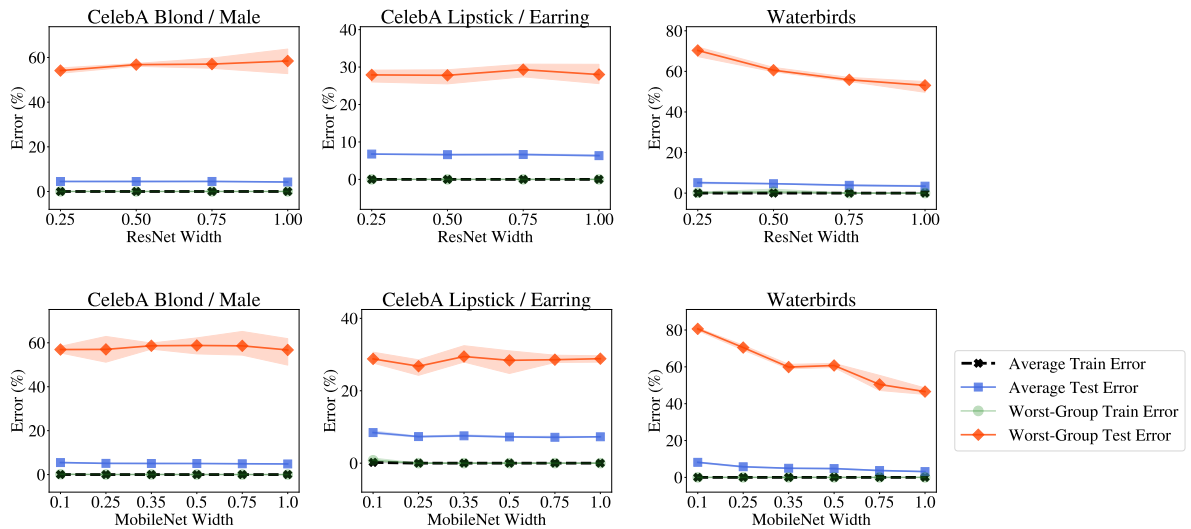 CelebA Blond / Male
CelebA Lipstick / Earring
Waterbirds
Error (%)
60
40
20
0
0.25 0.50 0.75 1.00
ResNet Width
Error (%)
40
30
20
10
0
0.25 0.50 0.75 1.00
ResNet Width
Error (%)
80
60
40
20
0
0.25 0.50 0.75 1.00
ResNet Width
CelebA Blond / Male
CelebA Lipstick / Earring
Waterbirds
Error (%)
60
40
20
0
0.1 0.25 0.35 0.5 0.75 1.0
MobileNet Width
Error (%)
40
20
0
0.1 0.25 0.35 0.5 0.75 1.0
MobileNet Width
Error (%)
80
60
40
20
0
0.1 0.25 0.35 0.5 0.75 1.0
MobileNet Width
Average Train Error
Average Test Error
Worst-Group Train Error
Worst-Group Test Error